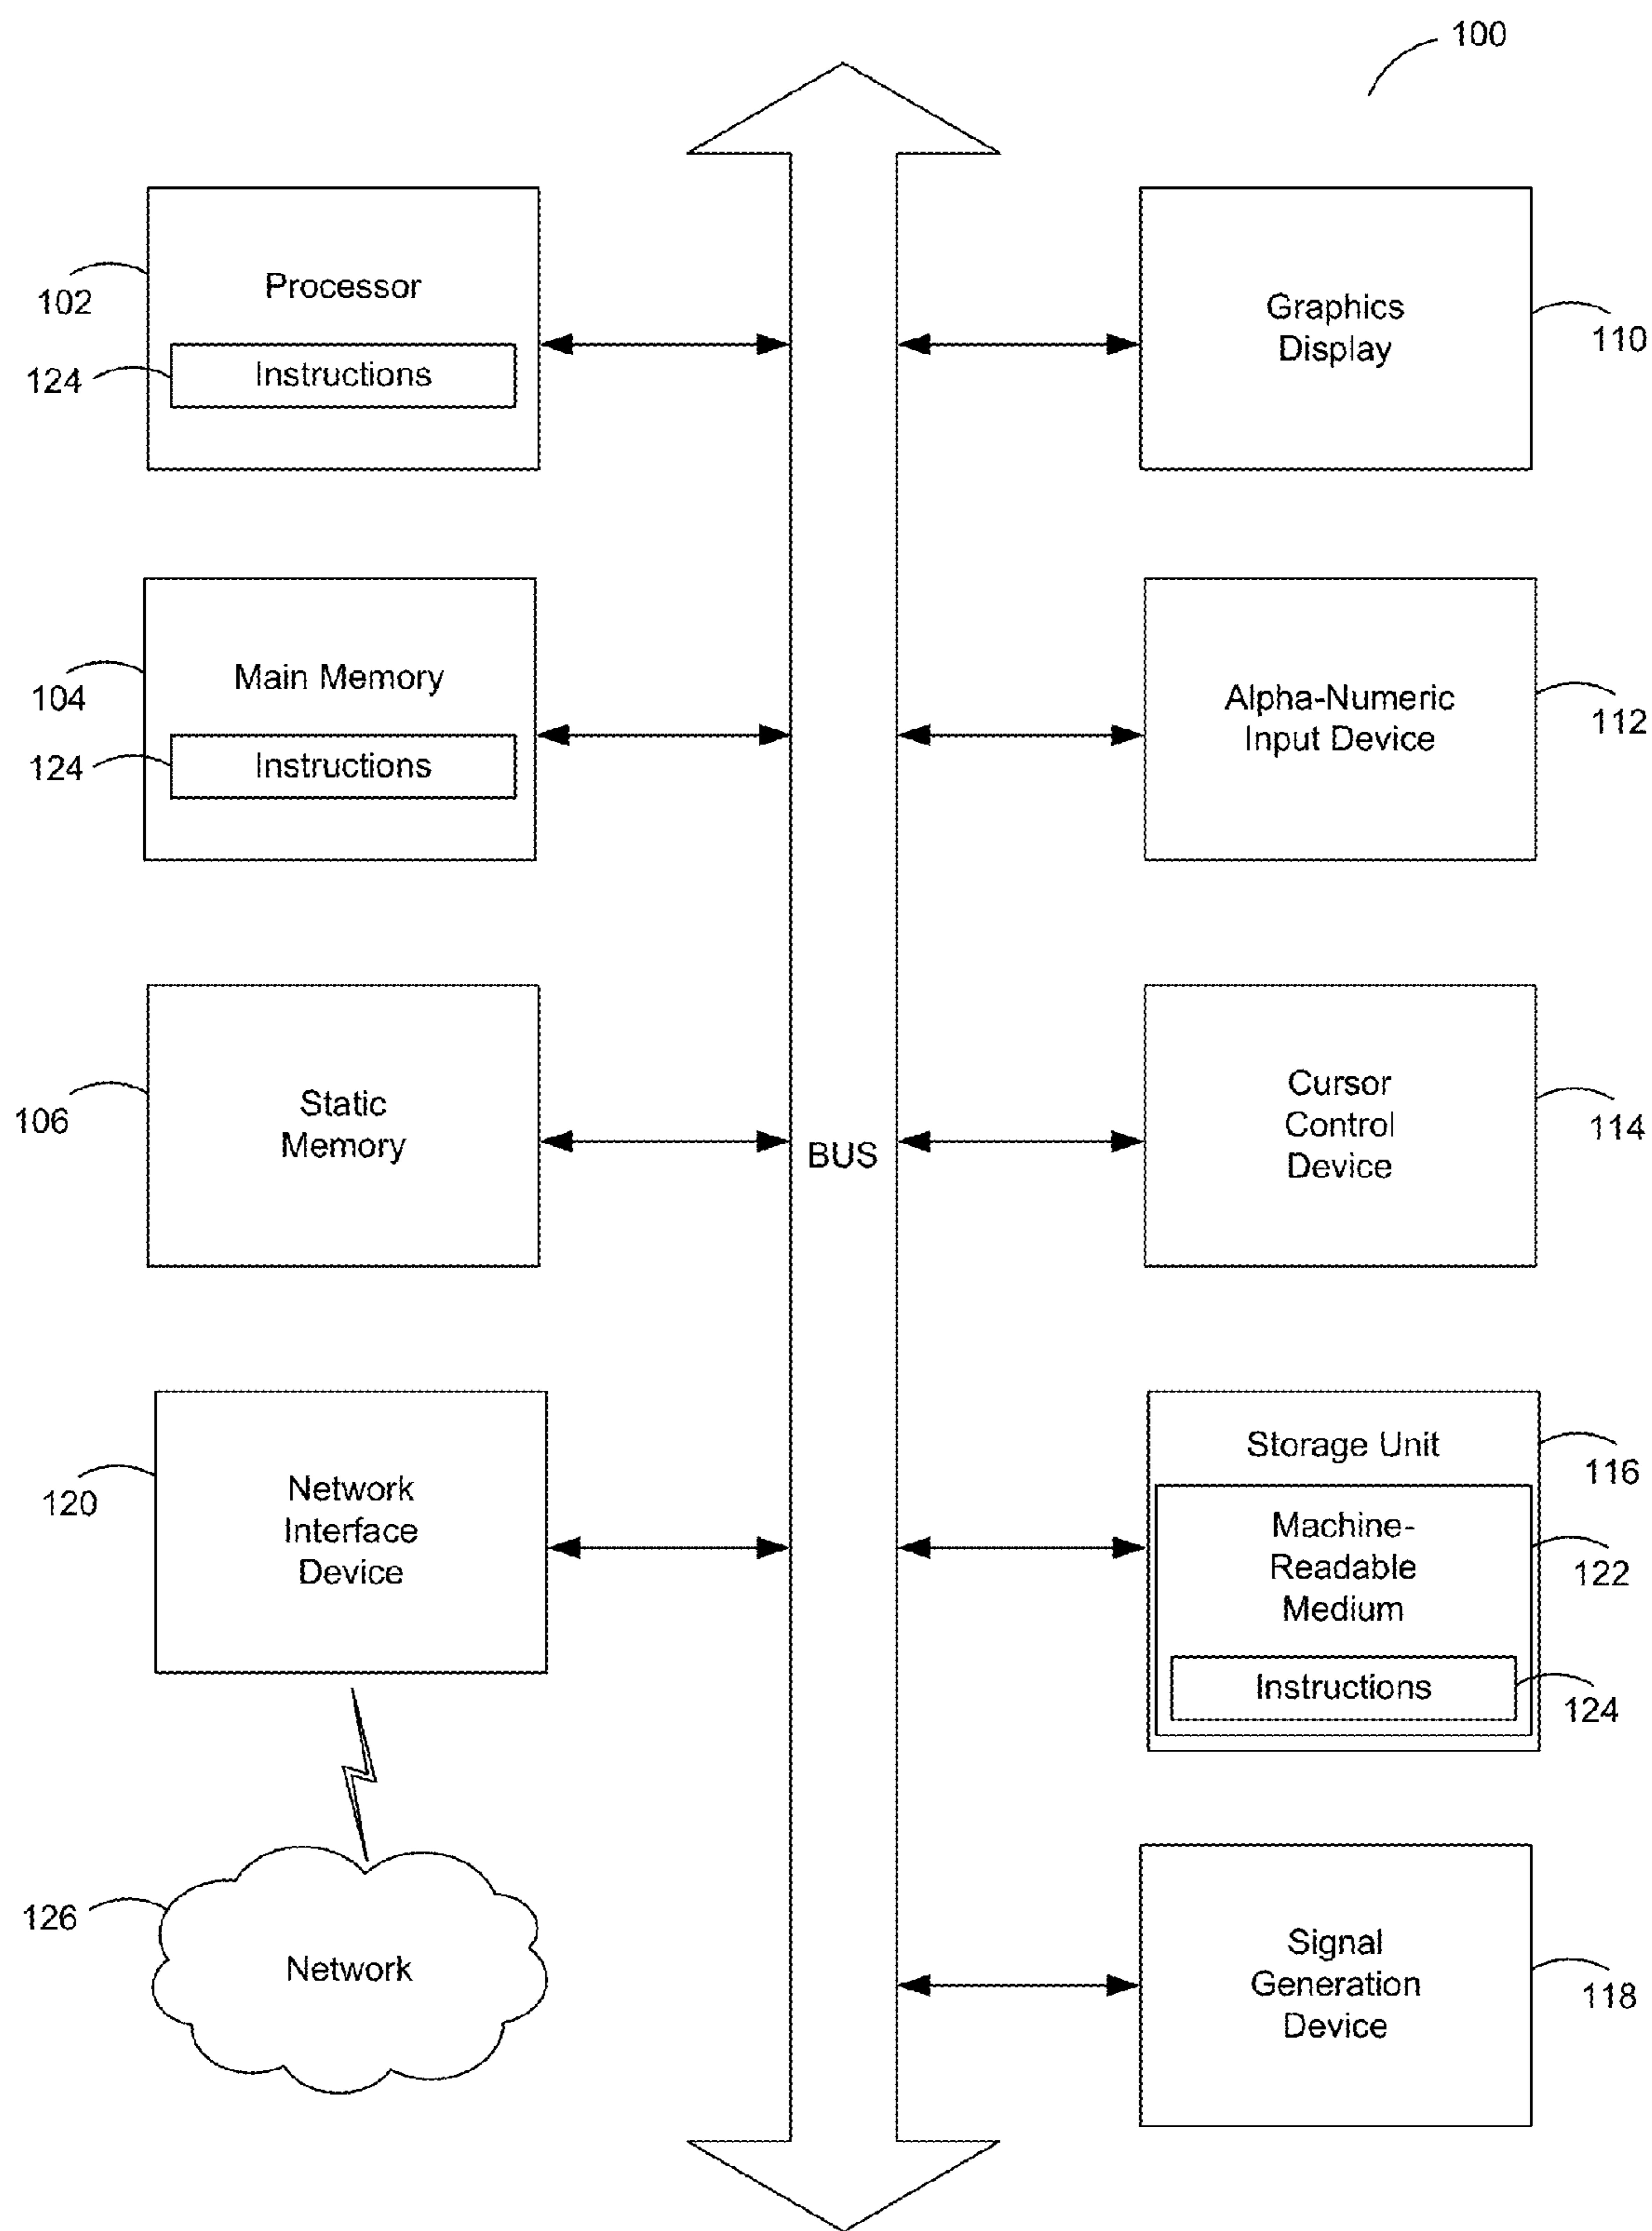 100
Processor
102
Instructions
124
Graphics
Display
110
Main Memory
104
Instructions
124
Alpha-Numeric
Input Device
112
Static
Memory
106
BUS
Cursor
Control
Device
114
Network
Interface
Device
120
Storage Unit
116
Machine-
Readable
Medium
122
Instructions
124
126
Network
Signal
Generation
Device
118